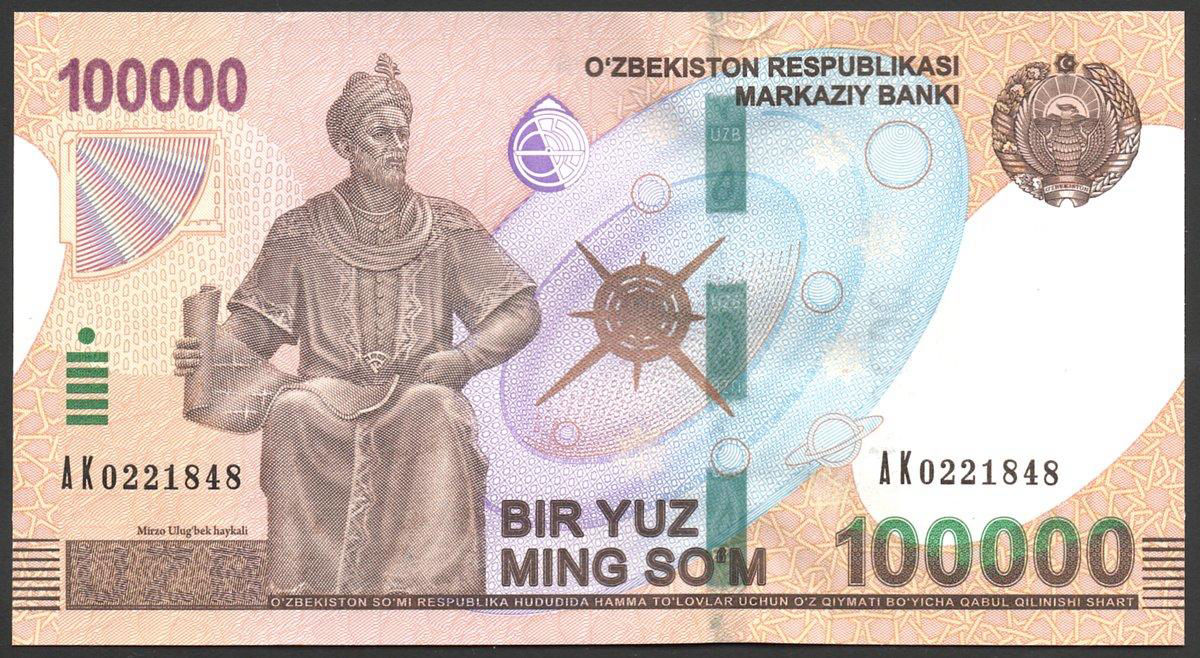 100000
O‘ZBEKISTON RESPUBLIKASI
MARKAZIY BANKI
UZB
O‘ZBEKISTON
AK0221848
AK0221848
Mirzo Ulug‘bek haykali
BIR YUZ
MING SO‘M
100000
O‘ZBEKISTON SO‘MI RESPUBLIKA HUDUDIDA HAMMA TO‘LOVLAR UCHUN O‘Z QIYMATI BO‘YICHA QABUL QILINISHI SHART